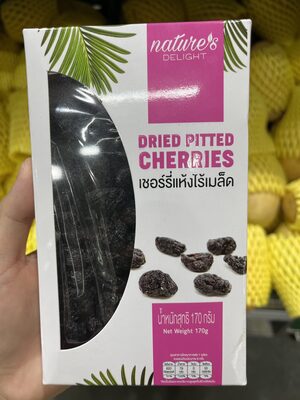 nature's
DELIGHT
DRIED PITTED
CHERRIES
เชอร์รี่แห้งไร้เมล็ด
น้ำหนักสุทธิ 170 กรัม
Net Weight 170g